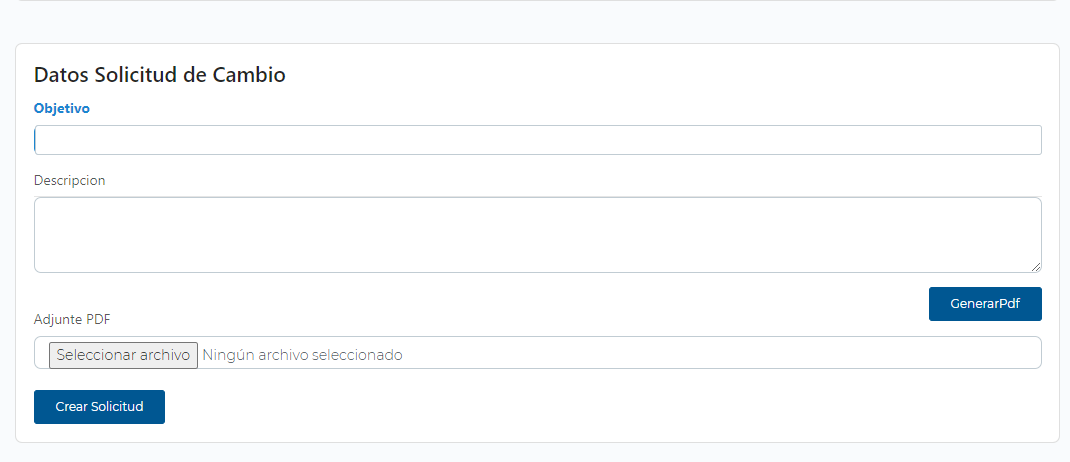 Datos Solicitud de Cambio
Objetivo
Descripcion
GenerarPdf
Adjunte PDF
Seleccionar archivo Ningún archivo seleccionado
Crear Solicitud